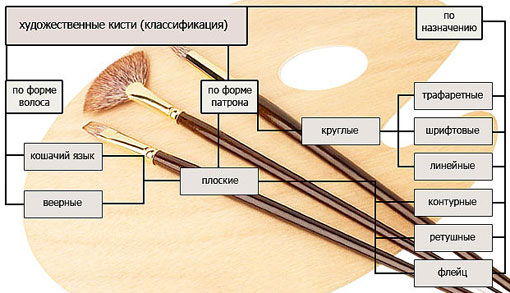 художественные кисти (классификация)
по
назначению
по форме
волоса
по форме
патрона
трафаретные
круглые
шрифтовые
кошачий язык
линейные
плоские
веерные
контурные
ретушные
флейц